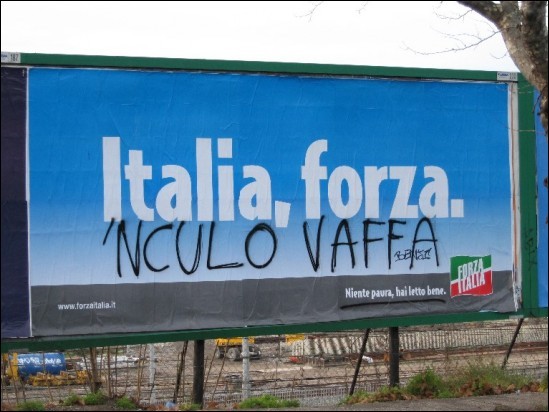 Italia, forza.
'NCULO VAFFA
Niente paura, hai letto bene.
FORZA
ITALIA
www.forzaitalia.it